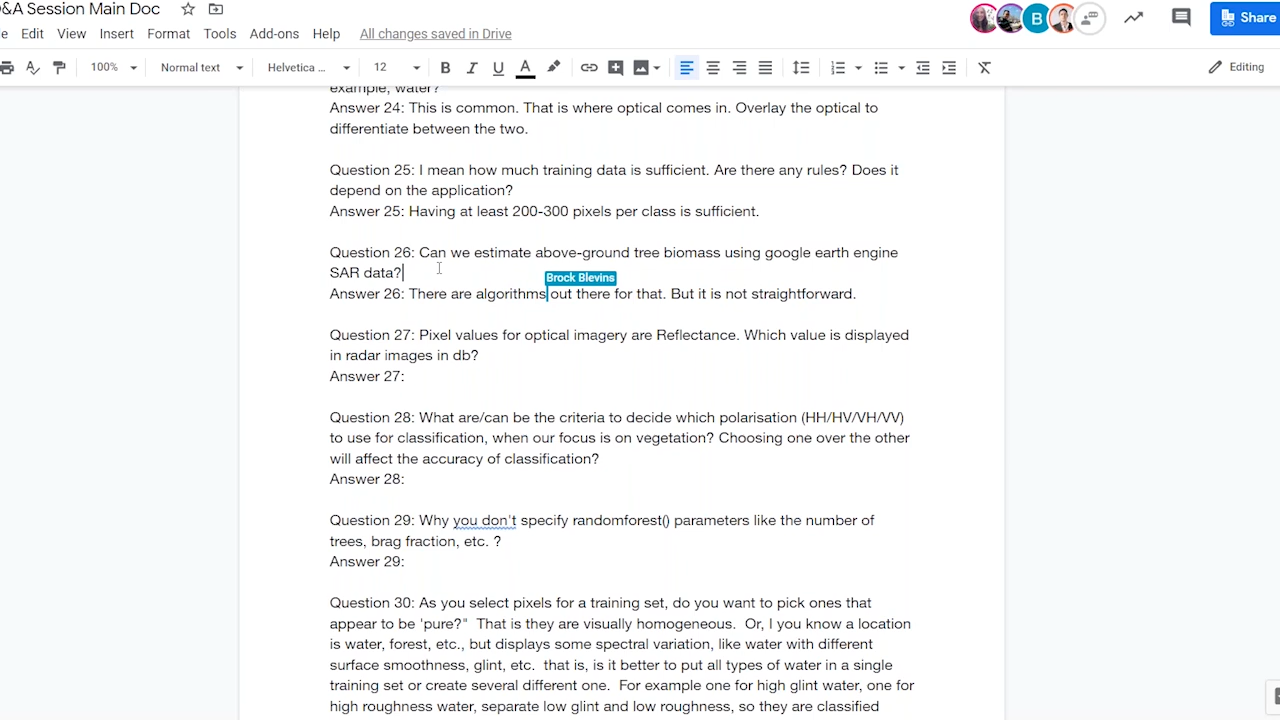 &A Session Main Doc
e Edit View Insert Format Tools Add-ons Help All changes saved in Drive
B Share
100% Normal text Helvetica ... 12 B I U A Editing
example, water?
Answer 24: This is common. That is where optical comes in. Overlay the optical to
differentiate between the two.
Question 25: I mean how much training data is sufficient. Are there any rules? Does it
depend on the application?
Answer 25: Having at least 200-300 pixels per class is sufficient.
Question 26: Can we estimate above-ground tree biomass using google earth engine
SAR data?
Brock Blevins
Answer 26: There are algorithms out there for that. But it is not straightforward.
Question 27: Pixel values for optical imagery are Reflectance. Which value is displayed
in radar images in db?
Answer 27:
Question 28: What are/can be the criteria to decide which polarisation (HH/HV/VH/VV)
to use for classification, when our focus is on vegetation? Choosing one over the other
will affect the accuracy of classification?
Answer 28:
Question 29: Why you don't specify randomforest() parameters like the number of
trees, brag fraction, etc. ?
Answer 29:
Question 30: As you select pixels for a training set, do you want to pick ones that
appear to be 'pure?"  That is they are visually homogeneous.  Or, I you know a location
is water, forest, etc., but displays some spectral variation, like water with different
surface smoothness, glint, etc.  that is, is it better to put all types of water in a single
training set or create several different one.  For example one for high glint water, one for
high roughness water, separate low glint and low roughness, so they are classified